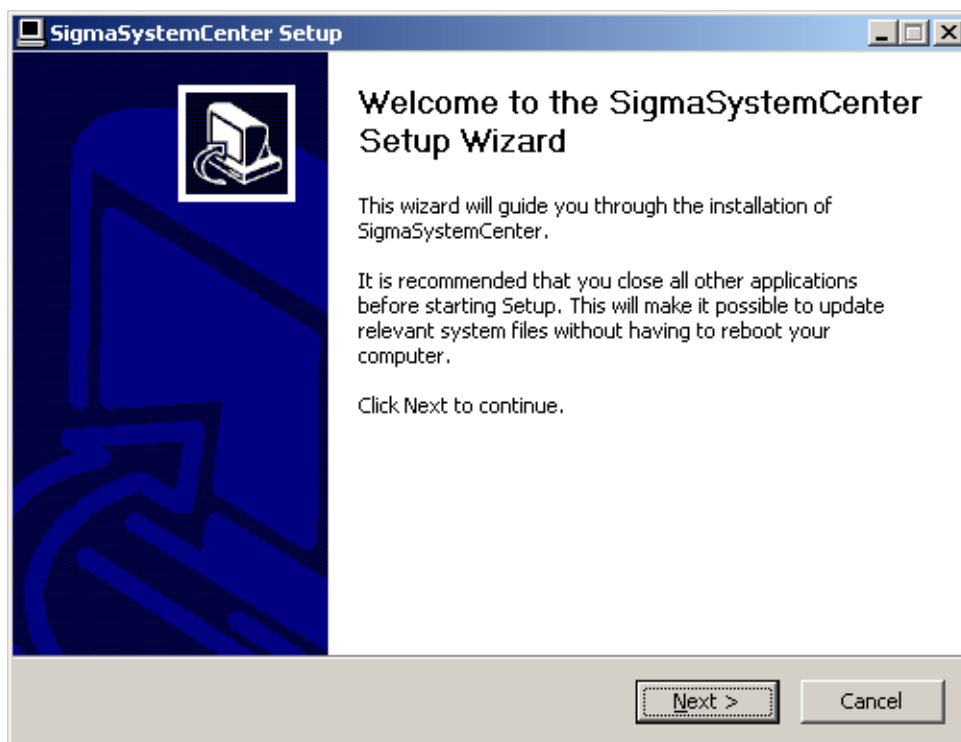 SigmaSystemCenter Setup
Welcome to the SigmaSystemCenter
Setup Wizard
This wizard will guide you through the installation of
SigmaSystemCenter.
It is recommended that you close all other applications
before starting Setup. This will make it possible to update
relevant system files without having to reboot your
computer.
Click Next to continue.
Next >
Cancel